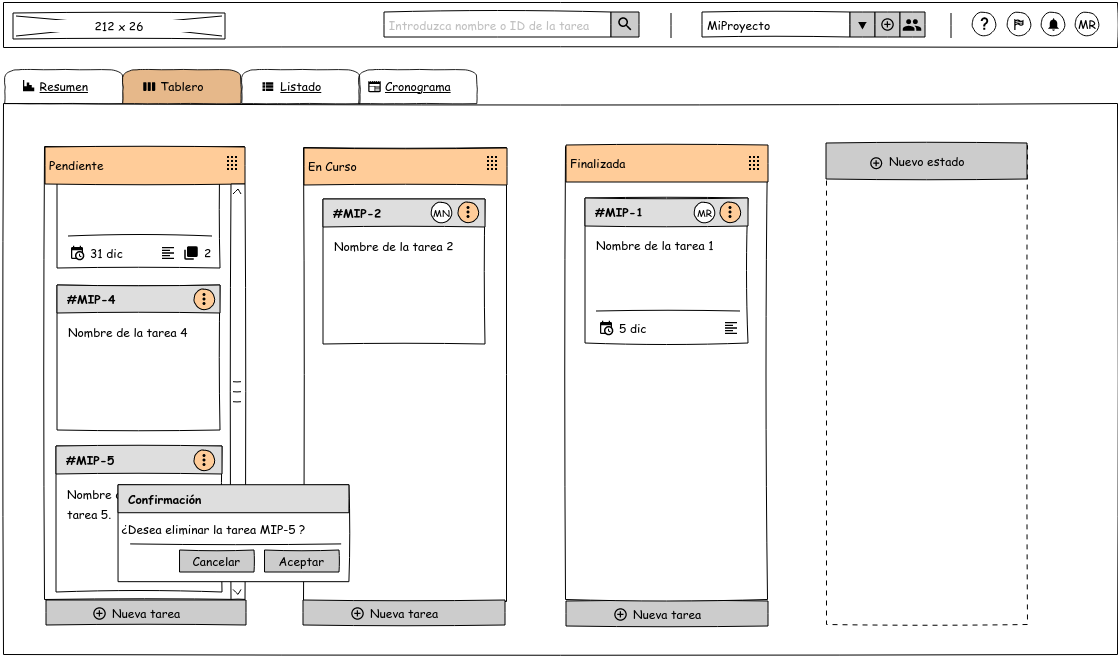 212 x 26
Introduzca nombre o ID de la tarea
MiProyecto
?
MR
Resumen
Tablero
Listado
Cronograma
Pendiente
31 dic
2
#MIP-4
Nombre de la tarea 4
#MIP-5
Nombre
tarea 5.
Confirmación
¿Desea eliminar la tarea MIP-5 ?
Cancelar
Aceptar
Nueva tarea
En Curso
#MIP-2
MN
Nombre de la tarea 2
Nueva tarea
Finalizada
#MIP-1
MR
Nombre de la tarea 1
5 dic
Nueva tarea
Nuevo estado